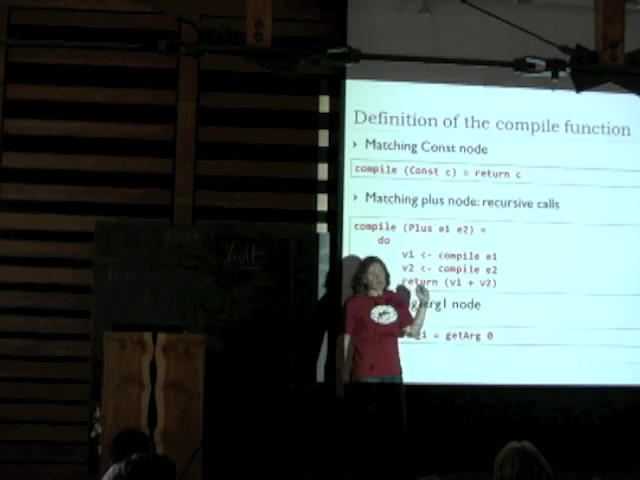 Definition of the compile function
Matching Const node
compile (Const c) = return c
Matching plus node: recursive calls
compile (Plus e1 e2) =
do
v1 <- compile e1
v2 <- compile e2
return (v1 + v2)
node
= getArg 0